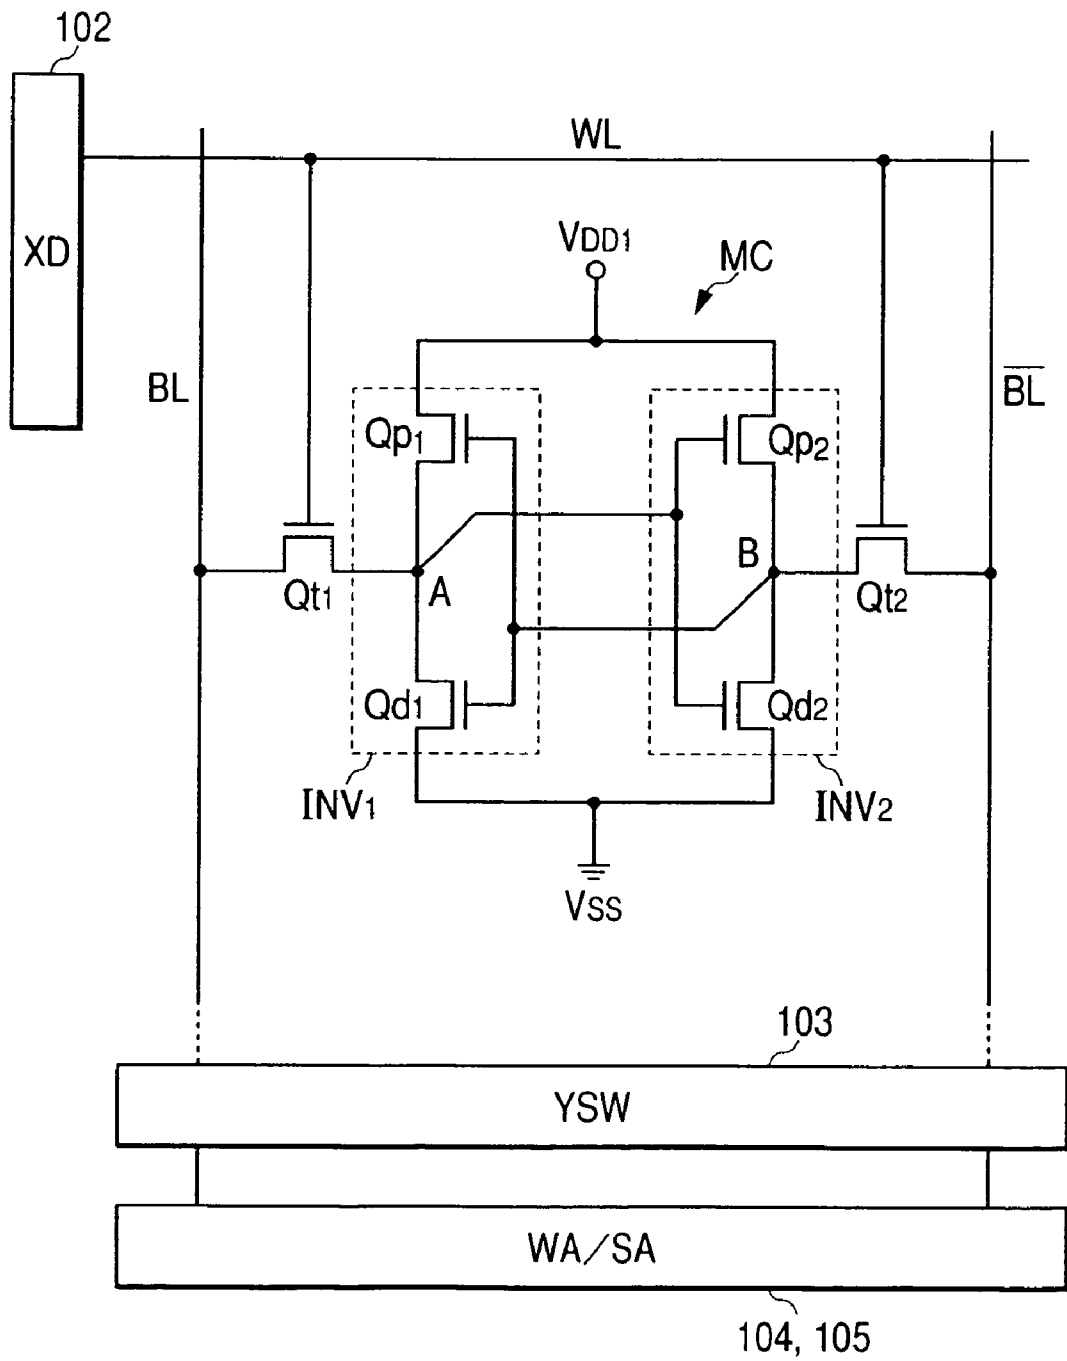 102
WL
XD
VDD1
MC
BL
B̅L̅
Qp1
Qp2
A
B
Qt1
Qt2
Qd1
Qd2
INV1
INV2
VSS
103
YSW
WA/SA
104, 105